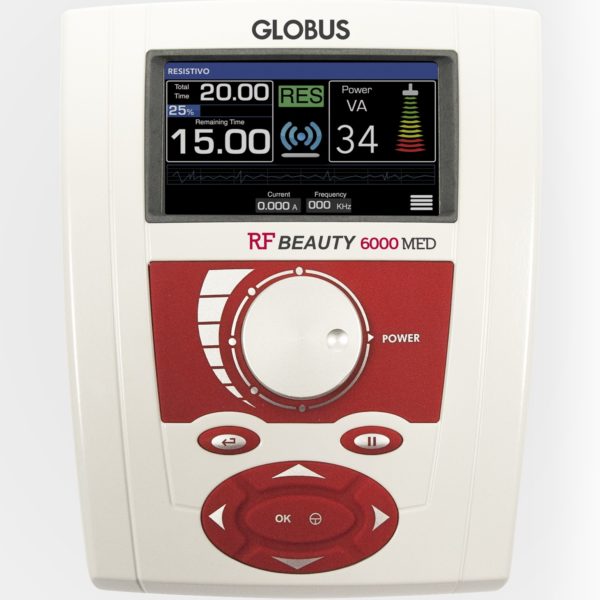 GLOBUS
RESISTIVO
Total Time 20.00
25%
Remaining Time
15.00
RES
Power
VA
34
Current Frequency
0.000 A 000 KHz
RF BEAUTY 6000 MED
POWER
OK